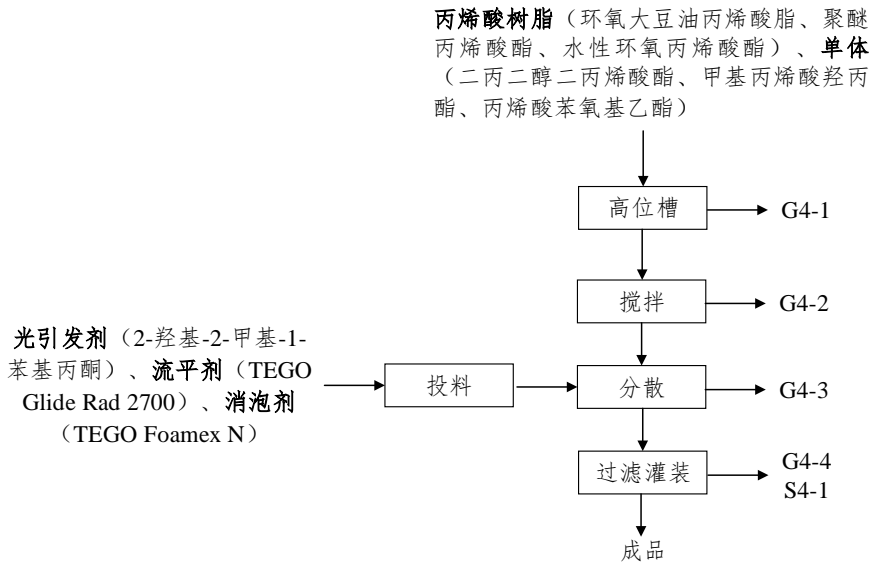 丙烯酸树脂（环氧大豆油丙烯酸脂、聚醚
丙烯酸酯、水性环氧丙烯酸酯）、单体
（二丙二醇二丙烯酸酯、甲基丙烯酸羟丙
酯、丙烯酸苯氧基乙酯）
高位槽
G4-1
搅拌
G4-2
光引发剂（2-羟基-2-甲基-1-
苯基丙酮）、流平剂（TEGO
Glide Rad 2700）、消泡剂
（TEGO Foamex N）
投料
分散
G4-3
过滤灌装
G4-4
S4-1
成品